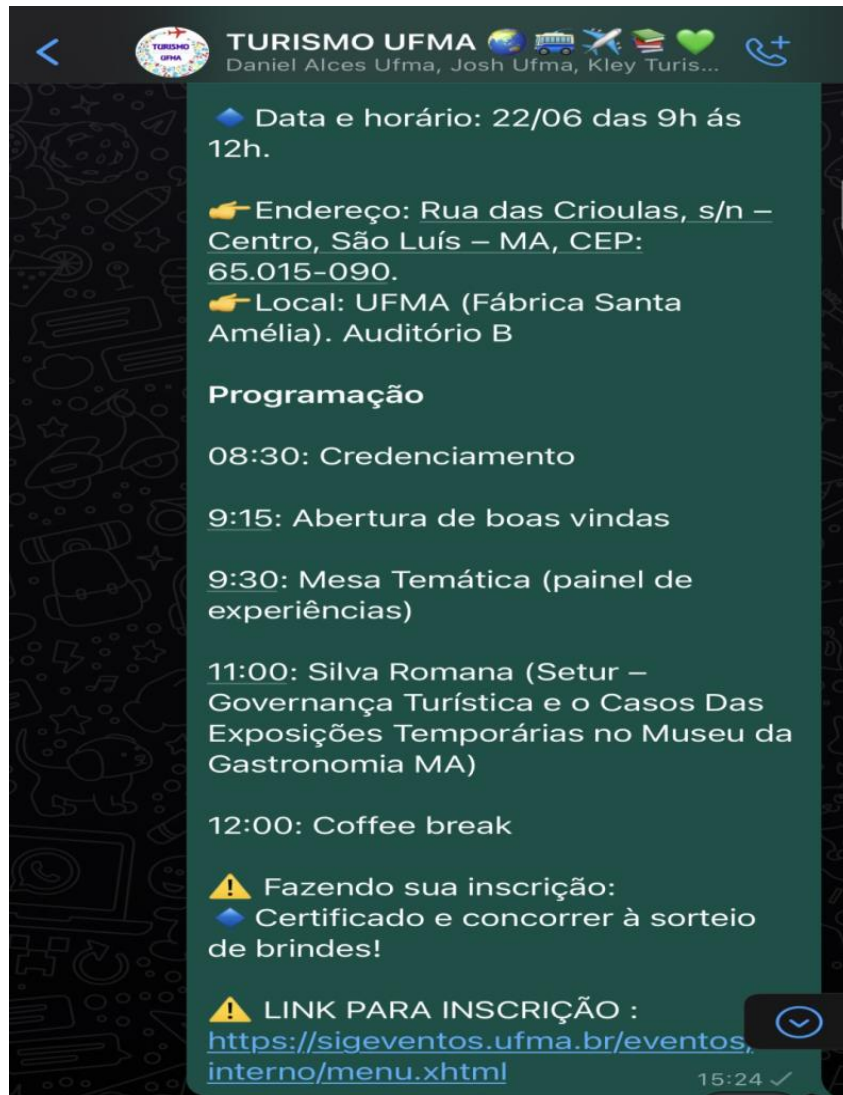 TURISMO UFMA 🌏🚌✈️📚💚
TURISMO
UFMA
Daniel Alces Ufma, Josh Ufma, Kley Turis...
🔹 Data e horário: 22/06 das 9h ás
12h.
👉Endereço: Rua das Crioulas, s/n –
Centro, São Luís – MA, CEP:
65.015-090.
👉Local: UFMA (Fábrica Santa
Amélia). Auditório B
Programação
08:30: Credenciamento
9:15: Abertura de boas vindas
9:30: Mesa Temática (painel de
experiências)
11:00: Silva Romana (Setur –
Governança Turística e o Casos Das
Exposições Temporárias no Museu da
Gastronomia MA)
12:00: Coffee break
⚠️ Fazendo sua inscrição:
🔹 Certificado e concorrer à sorteio
de brindes!
⚠️ LINK PARA INSCRIÇÃO :
https://sigeventos.ufma.br/eventos/
interno/menu.xhtml
15:24